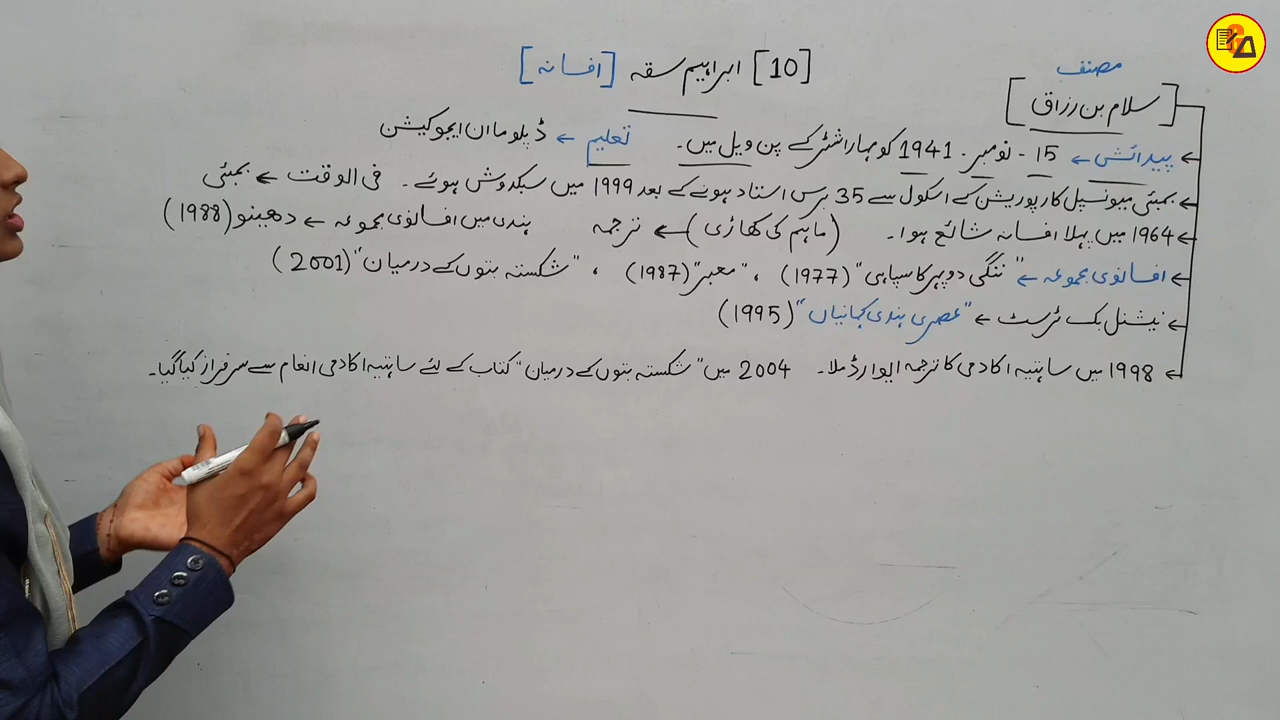 [10] ابراہیم سقہ [افسانہ]
مصنف
[سلام بن رزاق]
پیدائش ← 15 - نومبر - 1941 کو مہاراشٹر کے پن ویل میں۔ تعلیم ← ڈپلوما ان ایجوکیشن
← بمبئی میونسپل کارپوریشن کے اسکول سے 35 برس استاد ہونے کے بعد 1999 میں سبکدوش ہوئے۔ فی الوقت ← بمبئی
← 1964 میں پہلا افسانہ شائع ہوا۔ (ماہم کی کھاڑی) ← ترجمہ ہندی میں افسانوی مجموعہ ← دھینو (1988)
← افسانوی مجموعہ ← "ننگی دوپہر کا سپاہی" (1977) ، "معبر" (1987) ، "شکستہ بتوں کے درمیان" (2001)
← نیشنل بک ٹرسٹ ← "عصری ہندی کہانیاں" (1995)
← 1998 میں ساہتیہ اکادمی کا ترجمہ ایوارڈ ملا۔ 2004 میں "شکستہ بتوں کے درمیان" کتاب کے لئے ساہتیہ اکادمی انعام سے سرفراز کیا گیا۔